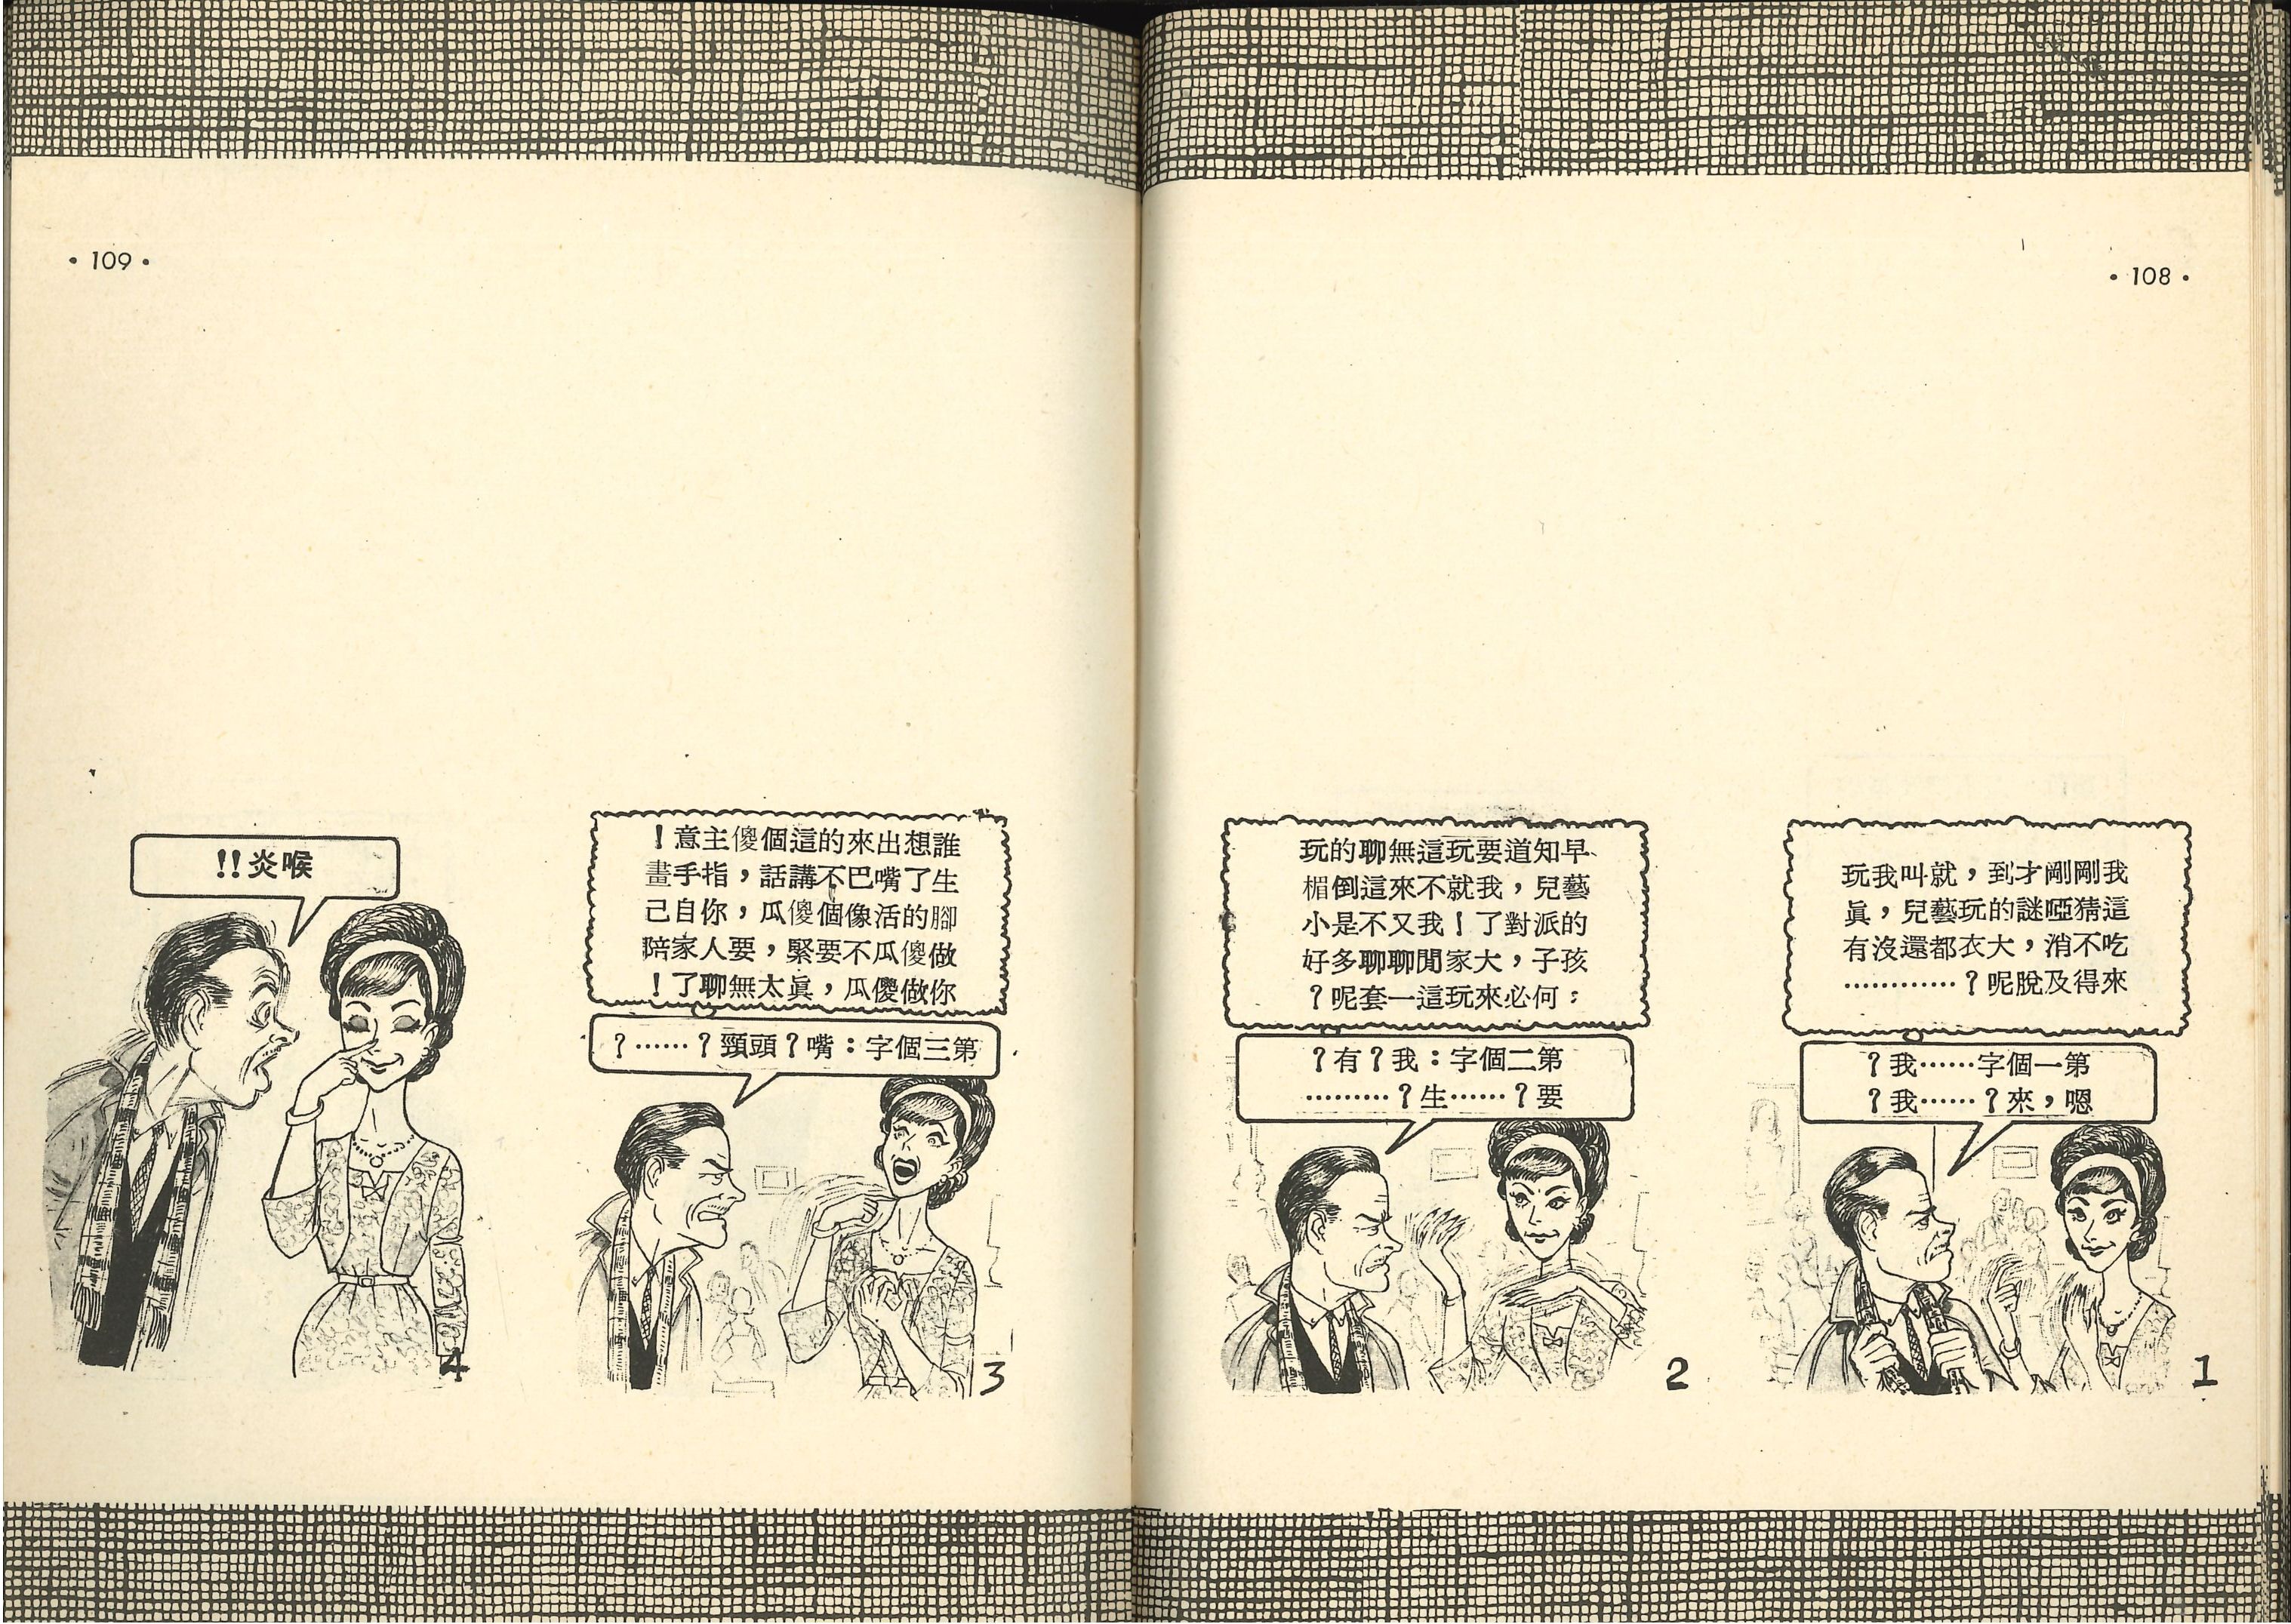 108
我剛剛才到，就叫我玩
這猜啞謎的玩藝兒，眞
吃不消，大衣都還沒有
來得及脫呢？…………
第一個字……我？
嗯，來？……我？
1
早知道要玩這無聊的玩
藝兒，我就不來這倒楣
的派對了！我又不是小
孩子，大家閒聊聊多好
：何必來玩這一套呢？
第二個字：我？有？
要？……生？………
2
誰想出來的這個傻主意！
生了嘴巴不講話，指手畫
腳的活像個傻瓜，你自己
做傻瓜不要緊，要人家陪
你做傻瓜，眞太無聊了！
第三個字：嘴？頭頸？……？
3
喉炎!!
4
109